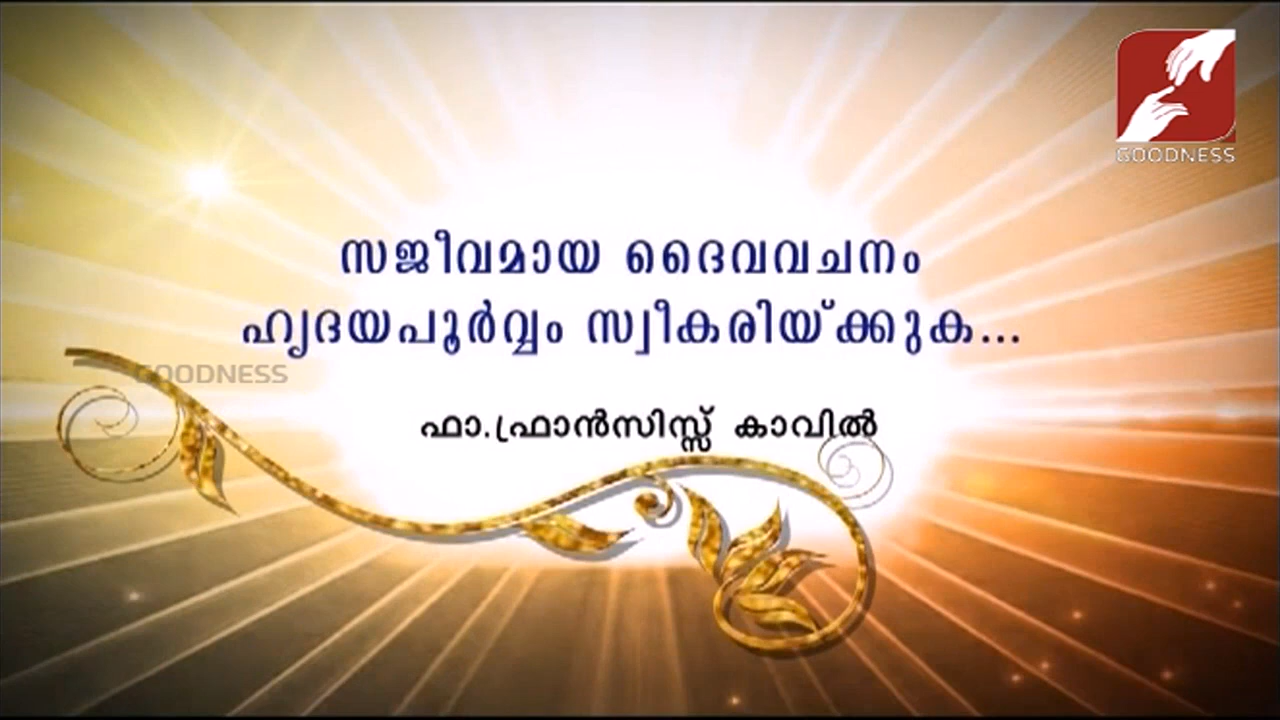 GOODNESS
സജീവമായ ദൈവവചനം
ഹൃദയപൂർവ്വം സ്വീകരിയ്ക്കുക...
GOODNESS
ഫാ.ഫ്രാൻസിസ്സ് കാവിൽ